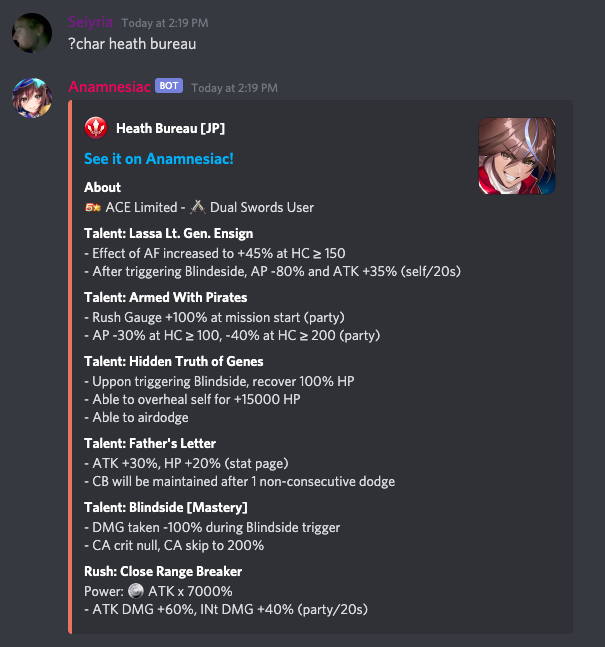 Selyria Today at 2:19 PM
?char heath bureau
Anamnesiac BOT Today at 2:19 PM
Heath Bureau [JP]
See it on Anamnesiac!
About
5★ ACE Limited - Dual Swords User
Talent: Lassa Lt. Gen. Ensign
- Effect of AF increased to +45% at HC ≥ 150
- After triggering Blindeside, AP -80% and ATK +35% (self/20s)
Talent: Armed With Pirates
- Rush Gauge +100% at mission start (party)
- AP -30% at HC ≥ 100, -40% at HC ≥ 200 (party)
Talent: Hidden Truth of Genes
- Uppon triggering Blindside, recover 100% HP
- Able to overheal self for +15000 HP
- Able to airdodge
Talent: Father's Letter
- ATK +30%, HP +20% (stat page)
- CB will be maintained after 1 non-consecutive dodge
Talent: Blindside [Mastery]
- DMG taken -100% during Blindside trigger
- CA crit null, CA skip to 200%
Rush: Close Range Breaker
Power: ATK x 7000%
- ATK DMG +60%, INt DMG +40% (party/20s)